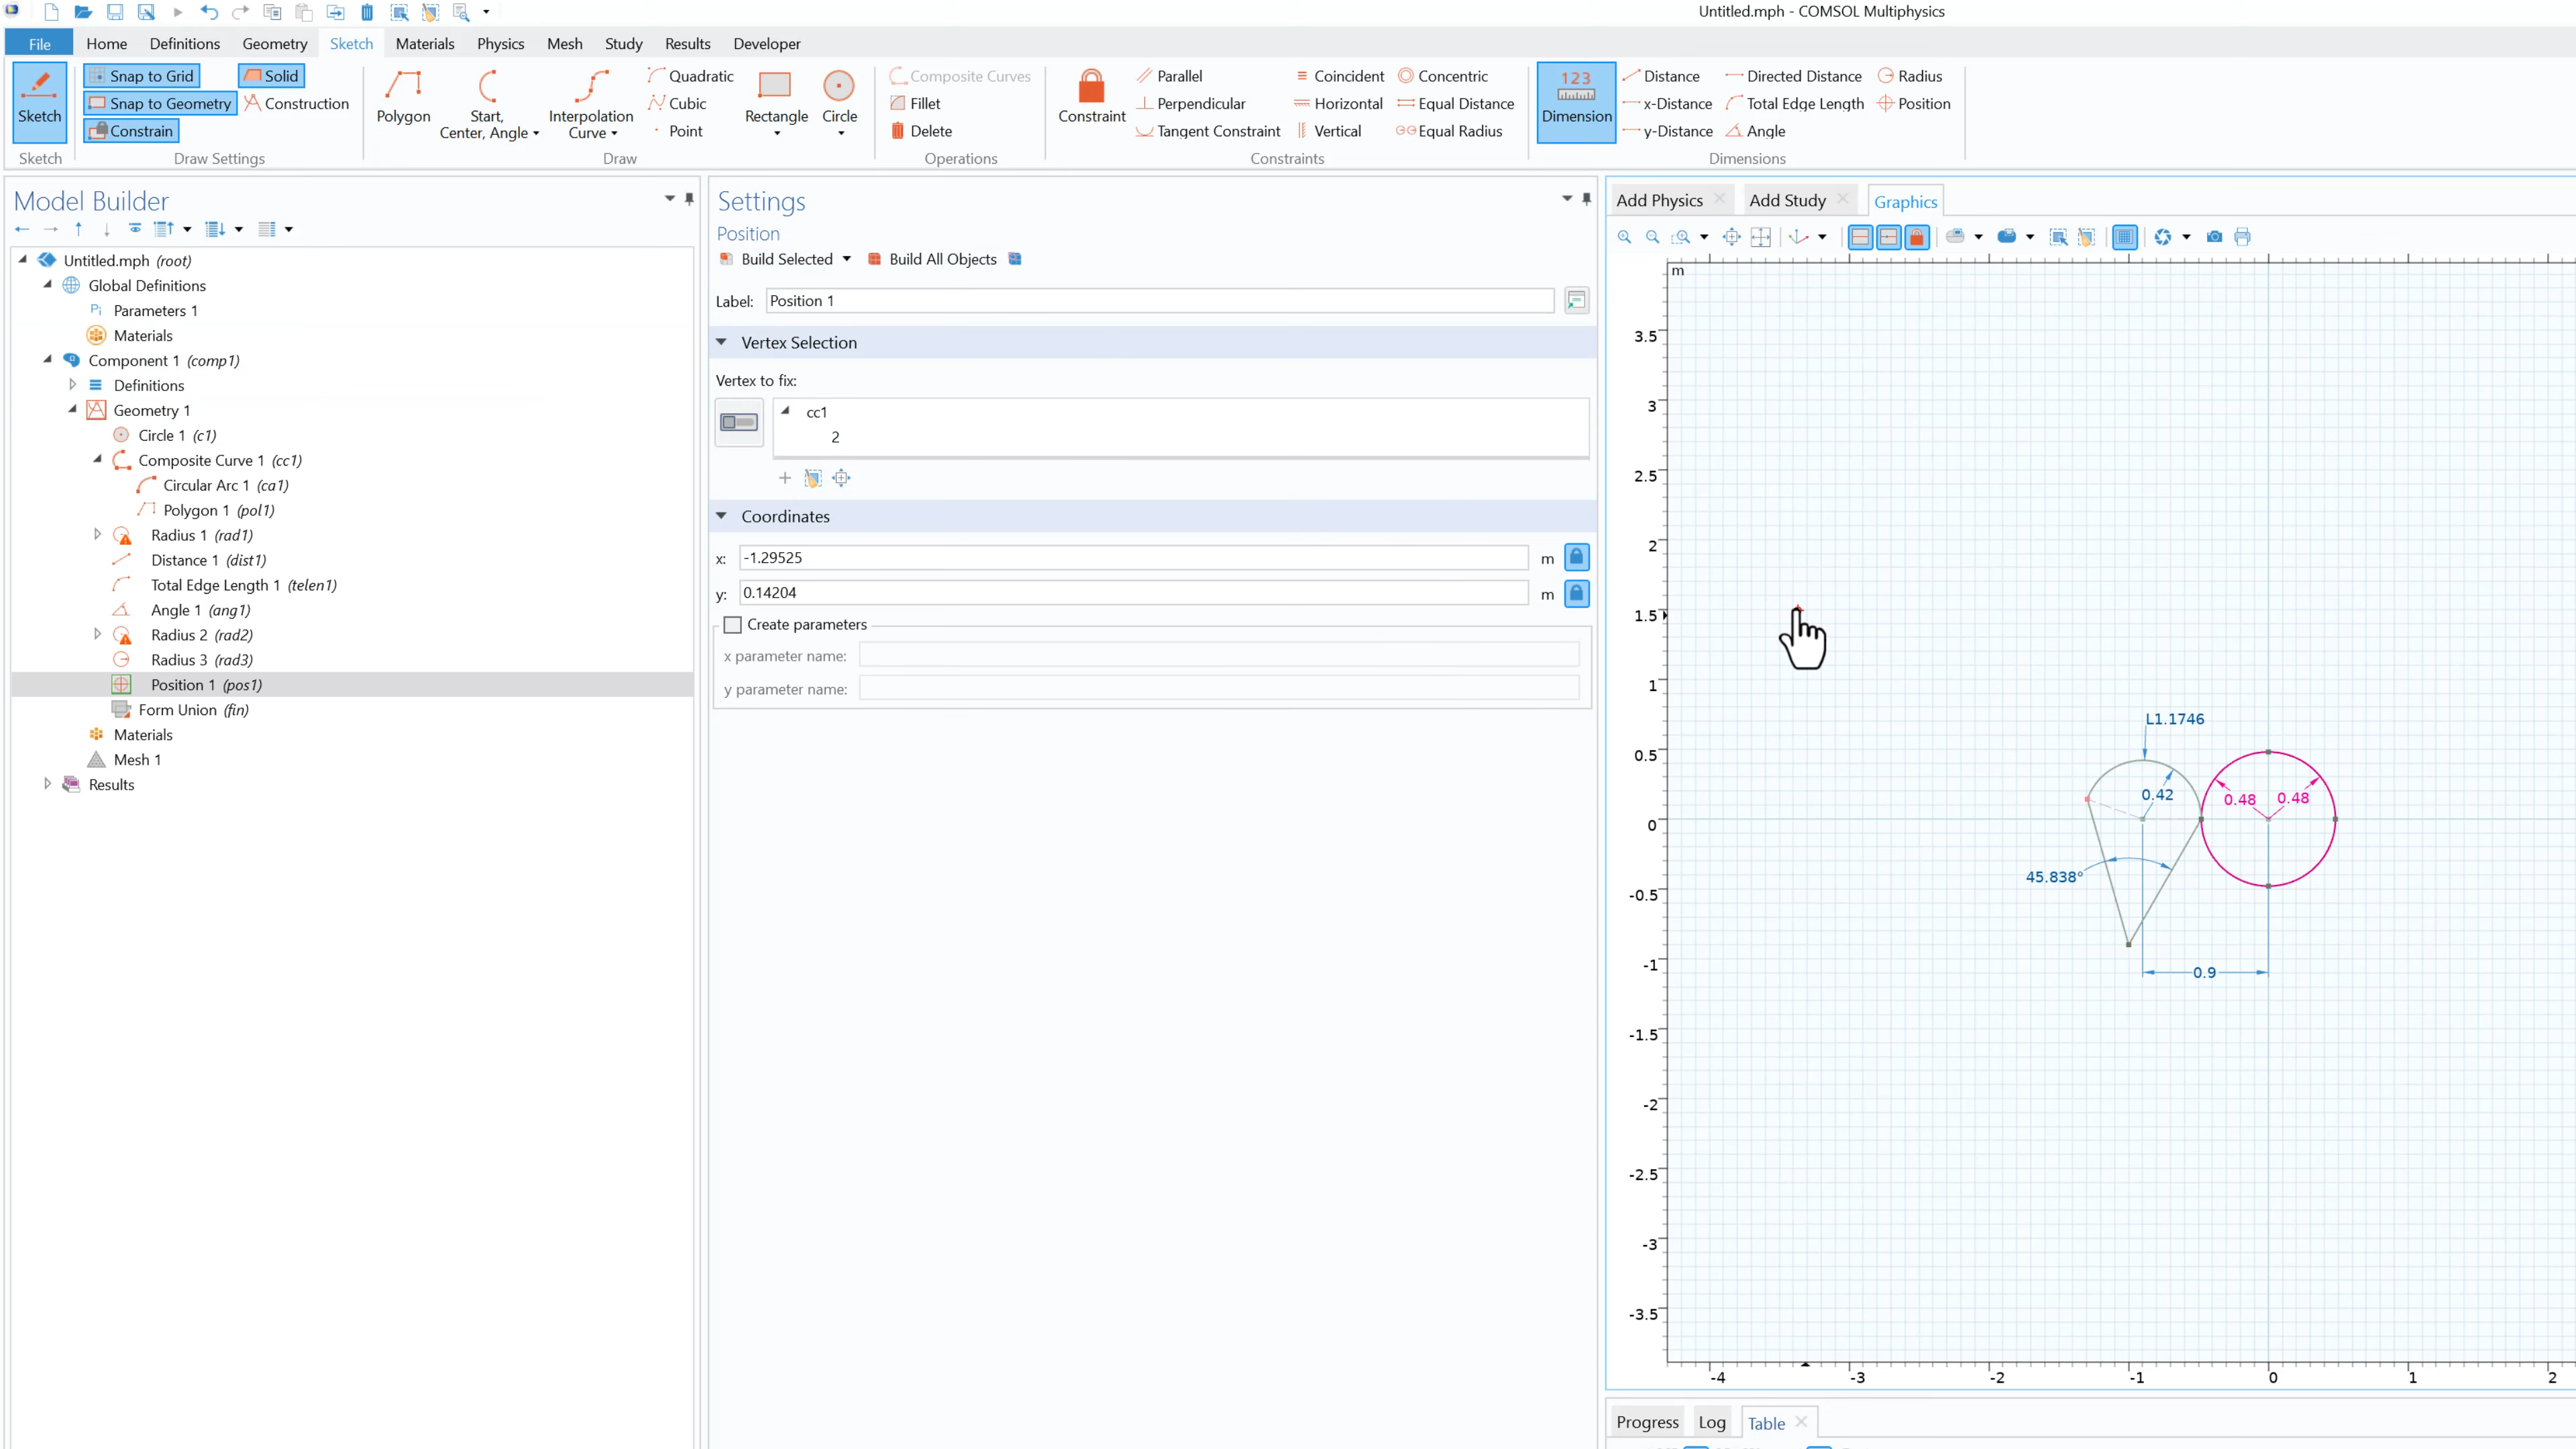 Untitled.mph - COMSOL Multiphysics
File Home Definitions Geometry Sketch Materials Physics Mesh Study Results Developer
Sketch
Snap to Grid
Solid
Snap to Geometry
Construction
Constrain
Sketch
Draw Settings
Polygon
Start,
Center, Angle
Interpolation
Curve
Quadratic
Cubic
Point
Rectangle
Circle
Draw
Composite Curves
Fillet
Delete
Operations
Constraint
Parallel
Perpendicular
Tangent Constraint
Coincident
Horizontal
Vertical
Concentric
Equal Distance
Equal Radius
Constraints
123
Dimension
Distance
x-Distance
y-Distance
Directed Distance
Total Edge Length
Angle
Radius
Position
Dimensions
Model Builder
Untitled.mph (root)
Global Definitions
Pi Parameters 1
Materials
Component 1 (comp1)
Definitions
Geometry 1
Circle 1 (c1)
Composite Curve 1 (cc1)
Circular Arc 1 (ca1)
Polygon 1 (pol1)
Radius 1 (rad1)
Distance 1 (dist1)
Total Edge Length 1 (telen1)
Angle 1 (ang1)
Radius 2 (rad2)
Radius 3 (rad3)
Position 1 (pos1)
Form Union (fin)
Materials
Mesh 1
Results
Settings
Position
Build Selected
Build All Objects
Label: Position 1
Vertex Selection
Vertex to fix:
cc1
2
Coordinates
x: -1.29525 m
y: 0.14204 m
Create parameters
x parameter name:
y parameter name:
Add Physics
Add Study
Graphics
m
3.5
3
2.5
2
1.5
1
0.5
0
-0.5
-1
-1.5
-2
-2.5
-3
-3.5
L1.1746
0.42
0.48 0.48
45.838°
0.9
-4 -3 -2 -1 0 1 2
Progress Log Table